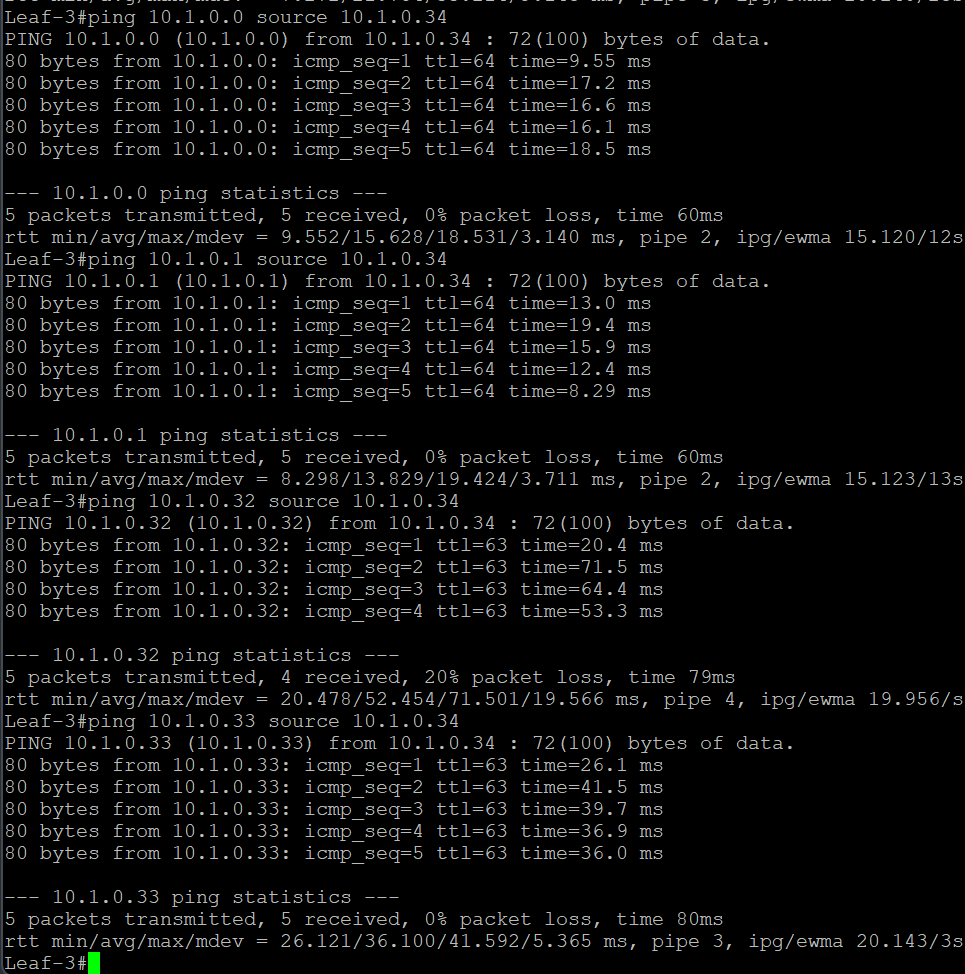 Leaf-3#ping 10.1.0.0 source 10.1.0.34
PING 10.1.0.0 (10.1.0.0) from 10.1.0.34 : 72(100) bytes of data.
80 bytes from 10.1.0.0: icmp_seq=1 ttl=64 time=9.55 ms
80 bytes from 10.1.0.0: icmp_seq=2 ttl=64 time=17.2 ms
80 bytes from 10.1.0.0: icmp_seq=3 ttl=64 time=16.6 ms
80 bytes from 10.1.0.0: icmp_seq=4 ttl=64 time=16.1 ms
80 bytes from 10.1.0.0: icmp_seq=5 ttl=64 time=18.5 ms

--- 10.1.0.0 ping statistics ---
5 packets transmitted, 5 received, 0% packet loss, time 60ms
rtt min/avg/max/mdev = 9.552/15.628/18.531/3.140 ms, pipe 2, ipg/ewma 15.120/12s
Leaf-3#ping 10.1.0.1 source 10.1.0.34
PING 10.1.0.1 (10.1.0.1) from 10.1.0.34 : 72(100) bytes of data.
80 bytes from 10.1.0.1: icmp_seq=1 ttl=64 time=13.0 ms
80 bytes from 10.1.0.1: icmp_seq=2 ttl=64 time=19.4 ms
80 bytes from 10.1.0.1: icmp_seq=3 ttl=64 time=15.9 ms
80 bytes from 10.1.0.1: icmp_seq=4 ttl=64 time=12.4 ms
80 bytes from 10.1.0.1: icmp_seq=5 ttl=64 time=8.29 ms

--- 10.1.0.1 ping statistics ---
5 packets transmitted, 5 received, 0% packet loss, time 60ms
rtt min/avg/max/mdev = 8.298/13.829/19.424/3.711 ms, pipe 2, ipg/ewma 15.123/13s
Leaf-3#ping 10.1.0.32 source 10.1.0.34
PING 10.1.0.32 (10.1.0.32) from 10.1.0.34 : 72(100) bytes of data.
80 bytes from 10.1.0.32: icmp_seq=1 ttl=63 time=20.4 ms
80 bytes from 10.1.0.32: icmp_seq=2 ttl=63 time=71.5 ms
80 bytes from 10.1.0.32: icmp_seq=3 ttl=63 time=64.4 ms
80 bytes from 10.1.0.32: icmp_seq=4 ttl=63 time=53.3 ms

--- 10.1.0.32 ping statistics ---
5 packets transmitted, 4 received, 20% packet loss, time 79ms
rtt min/avg/max/mdev = 20.478/52.454/71.501/19.566 ms, pipe 4, ipg/ewma 19.956/s
Leaf-3#ping 10.1.0.33 source 10.1.0.34
PING 10.1.0.33 (10.1.0.33) from 10.1.0.34 : 72(100) bytes of data.
80 bytes from 10.1.0.33: icmp_seq=1 ttl=63 time=26.1 ms
80 bytes from 10.1.0.33: icmp_seq=2 ttl=63 time=41.5 ms
80 bytes from 10.1.0.33: icmp_seq=3 ttl=63 time=39.7 ms
80 bytes from 10.1.0.33: icmp_seq=4 ttl=63 time=36.9 ms
80 bytes from 10.1.0.33: icmp_seq=5 ttl=63 time=36.0 ms

--- 10.1.0.33 ping statistics ---
5 packets transmitted, 5 received, 0% packet loss, time 80ms
rtt min/avg/max/mdev = 26.121/36.100/41.592/5.365 ms, pipe 3, ipg/ewma 20.143/3s
Leaf-3#